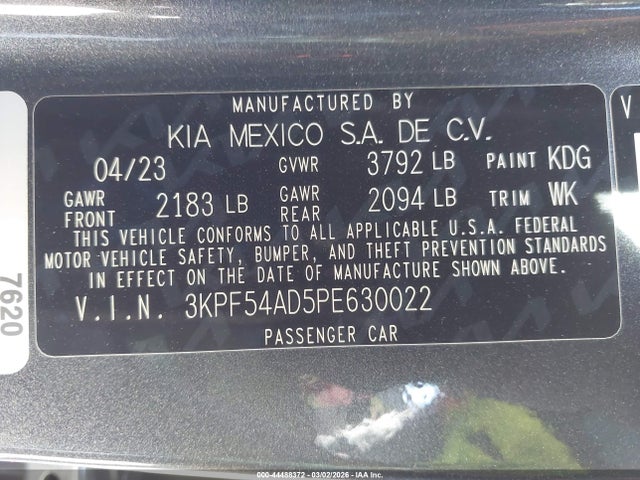 MANUFACTURED BY
KIA MEXICO S.A. DE C.V.
04/23 GVWR 3792 LB PAINT KDG
GAWR FRONT 2183 LB GAWR REAR 2094 LB TRIM WK
THIS VEHICLE CONFORMS TO ALL APPLICABLE U.S.A. FEDERAL
MOTOR VEHICLE SAFETY, BUMPER, AND THEFT PREVENTION STANDARDS
IN EFFECT ON THE DATE OF MANUFACTURE SHOWN ABOVE.
V.I.N. 3KPF54AD5PE630022
PASSENGER CAR
7620
V
000-44488372 - 03/02/2026 - IAA Inc.